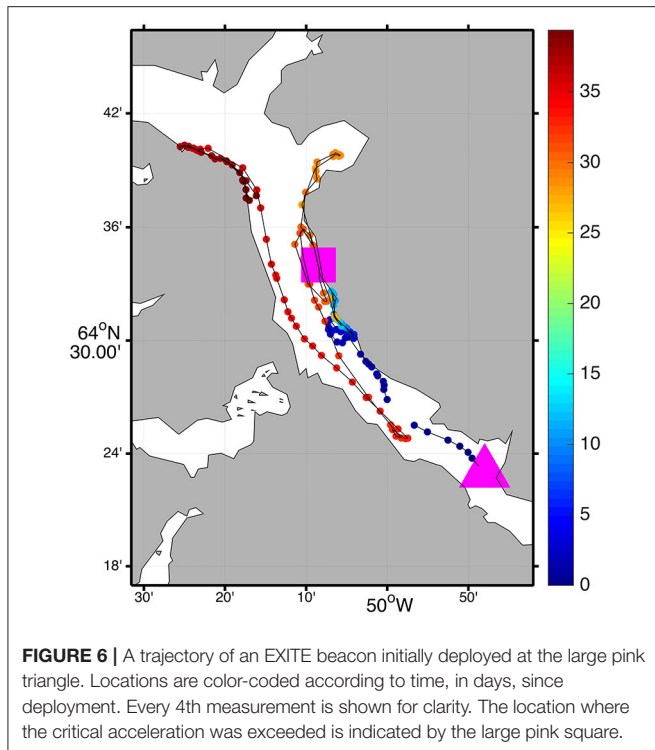 42'
36'
64°N
30.00'
24'
18'
30' 20' 10' 50°W 50'
35
30
25
20
15
10
5
0
FIGURE 6 | A trajectory of an EXITE beacon initially deployed at the large pink
triangle. Locations are color-coded according to time, in days, since
deployment. Every 4th measurement is shown for clarity. The location where
the critical acceleration was exceeded is indicated by the large pink square.